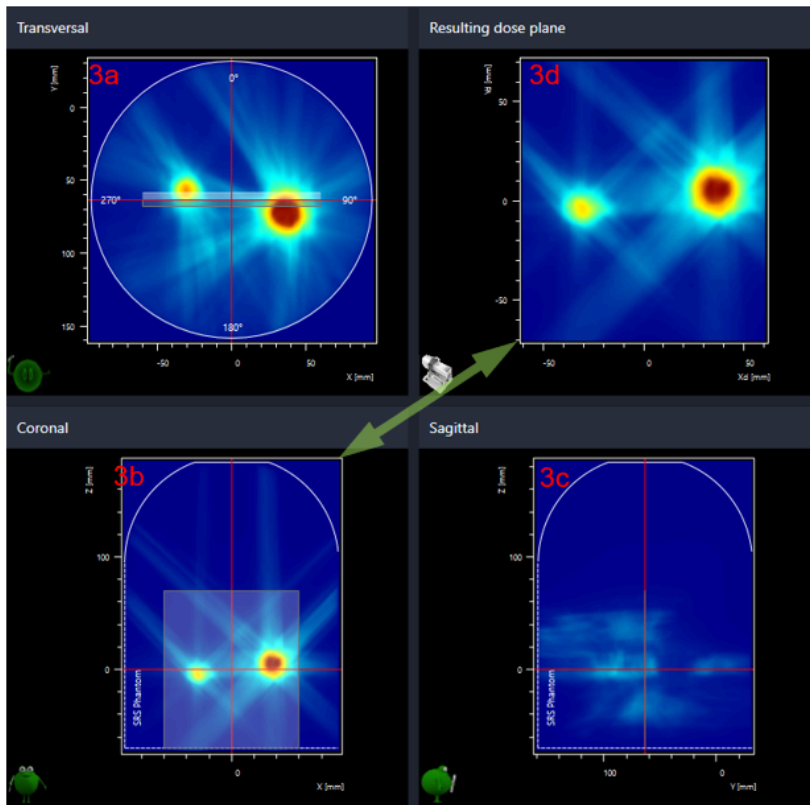 Transversal
3a
Y [mm]
0
50
100
150
-50
0
50
X [mm]
0°
270°
90°
180°
Resulting dose plane
3d
Yd [mm]
50
0
-50
-50
0
50
Xd [mm]
Coronal
3b
Z [mm]
100
0
SRS Phantom
0
X [mm]
Sagittal
3c
Z [mm]
100
0
SRS Phantom
100
0
Y [mm]